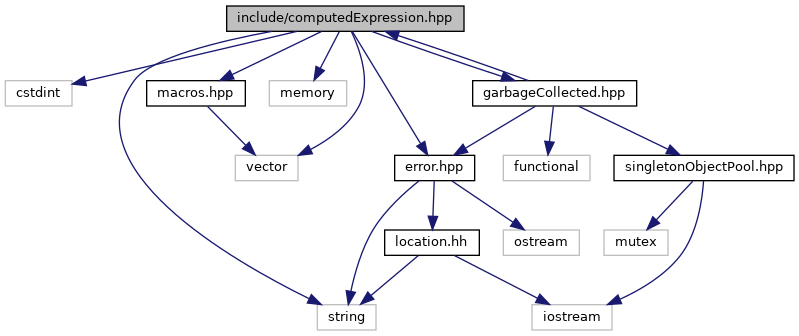 include/computedExpression.hpp
cstdint
macros.hpp
memory
garbageCollected.hpp
vector
error.hpp
functional
singletonObjectPool.hpp
location.hh
ostream
mutex
string
iostream